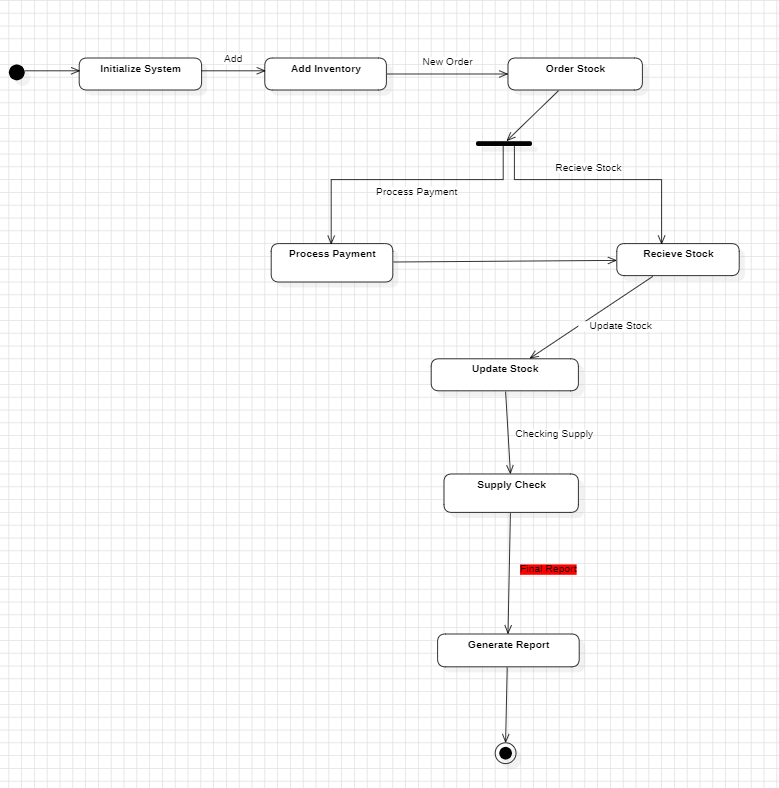 Add
New Order
Initialize System
Add Inventory
Order Stock
Recieve Stock
Process Payment
Process Payment
Recieve Stock
Update Stock
Update Stock
Checking Supply
Supply Check
Final Report
Generate Report